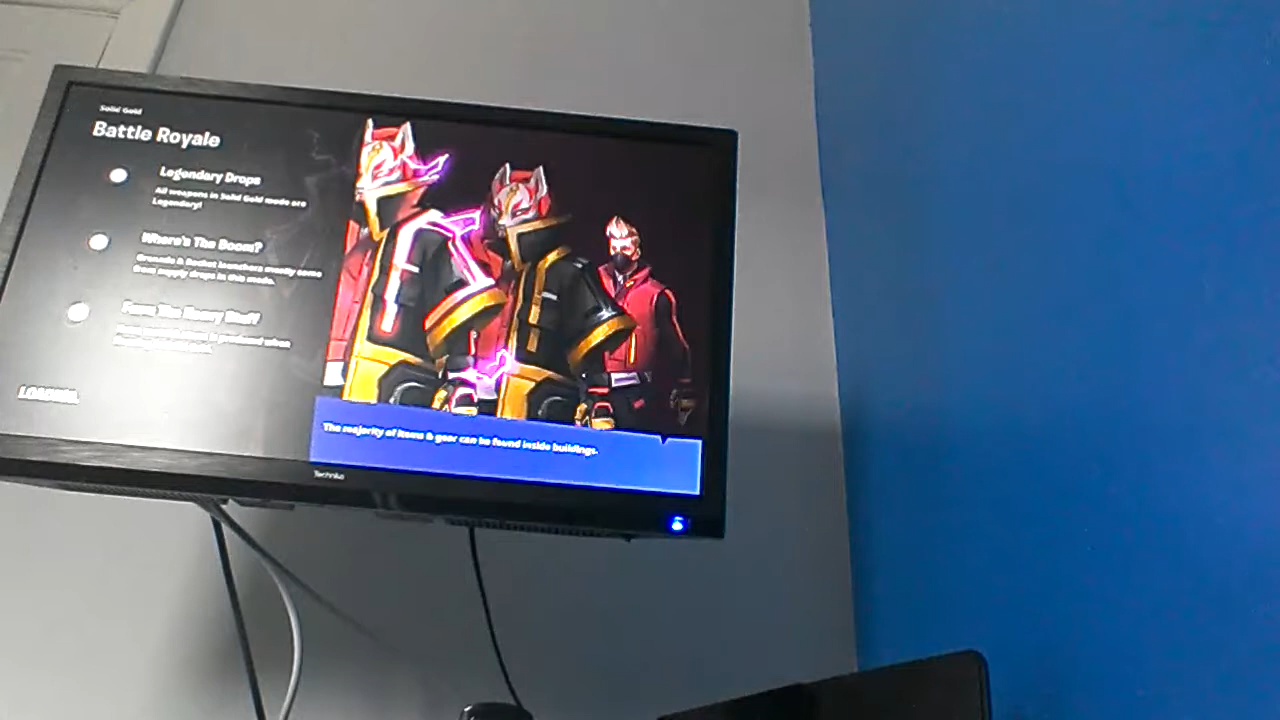 Solid Gold
Battle Royale
Legendary Drops
All weapons in Solid Gold mode are
Legendary!
Where's The Boom?
Grenade & Rocket launchers mostly come
from supply drops in this mode.
LOADING.
The majority of items & gear can be found inside buildings.
Technika